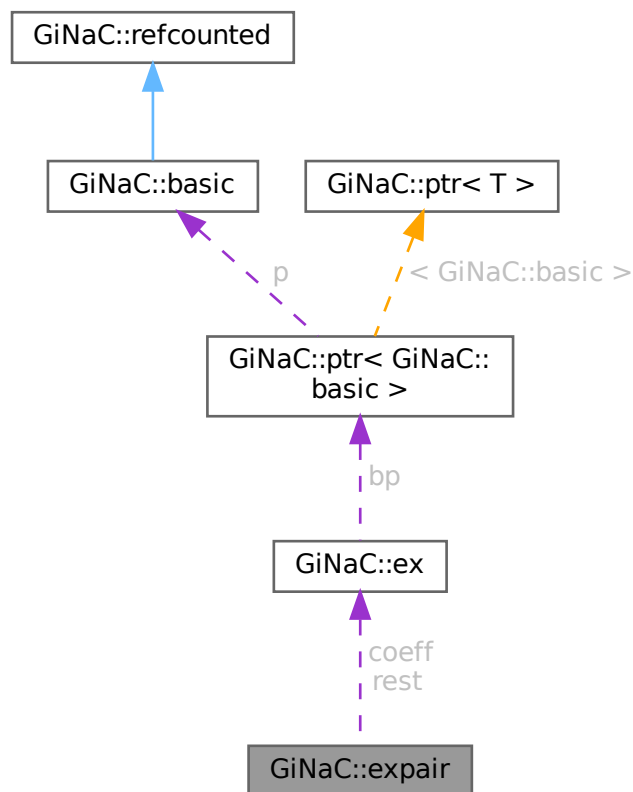 GiNaC::refcounted
GiNaC::basic
GiNaC::ptr< T >
p
< GiNaC::basic >
GiNaC::ptr< GiNaC::
basic >
bp
GiNaC::ex
coeff
rest
GiNaC::expair